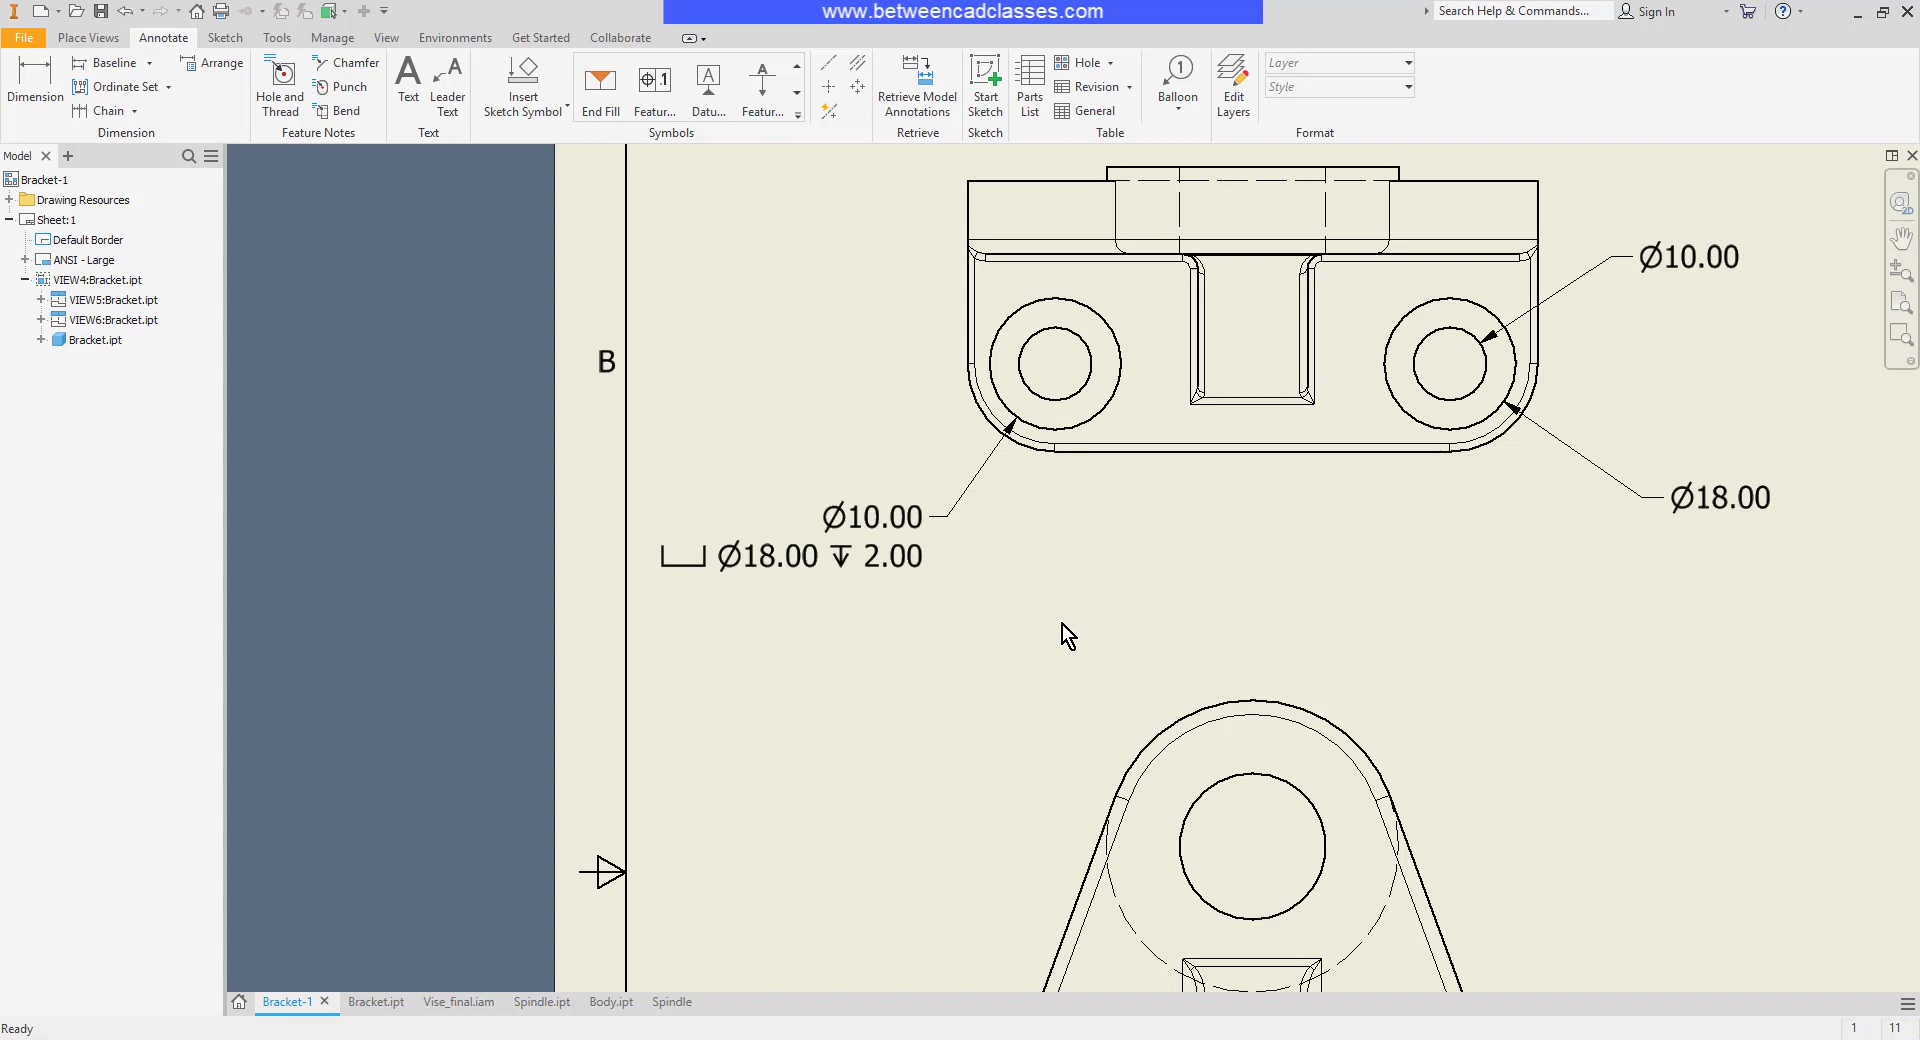 www.betweencadclasses.com
Search Help & Commands...
Sign In
File
Place Views
Annotate
Sketch
Tools
Manage
View
Environments
Get Started
Collaborate
Dimension
Baseline
Ordinate Set
Chain
Arrange
Dimension
Hole and
Thread
Chamfer
Punch
Bend
Feature Notes
Text
Leader
Text
Text
Insert
Sketch Symbol
End Fill
Featur...
Datu...
Featur...
Symbols
Retrieve Model
Annotations
Retrieve
Start
Sketch
Sketch
Parts
List
Hole
Revision
General
Table
Balloon
Edit
Layers
Layer
Style
Format
Model
Bracket-1
Drawing Resources
Sheet:1
Default Border
ANSI - Large
VIEW4:Bracket.ipt
VIEW5:Bracket.ipt
VIEW6:Bracket.ipt
Bracket.ipt
B
Ø10.00
Ø18.00
Ø10.00
⌴ Ø18.00 ↧ 2.00
Bracket-1
Bracket.ipt
Vise_final.iam
Spindle.ipt
Body.ipt
Spindle
Ready
1
11